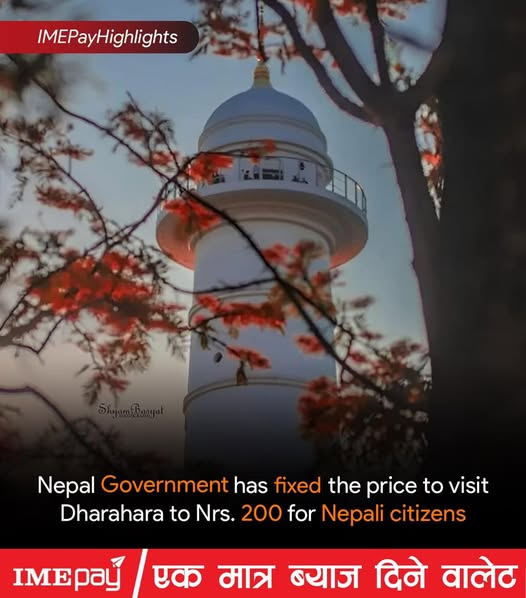 IMEPayHighlights
Shyam Basyal
Nepal Government has fixed the price to visit
Dharahara to Nrs. 200 for Nepali citizens
IMEpay एक मात्र ब्याज दिने वालेट